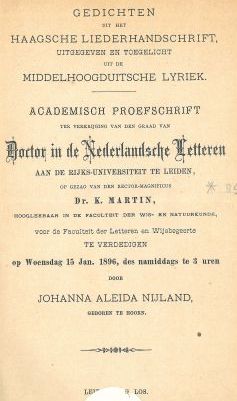 GEDICHTEN
UIT HET
HAAGSCHE LIEDERHANDSCHRIFT,
UITGEGEVEN EN TOEGELICHT
UIT DE
MIDDELHOOGDUITSCHE LYRIEK.
ACADEMISCH PROEFSCHRIFT
TER VERKRIJGING VAN DEN GRAAD VAN
Doctor in de Nederlandsche Letteren
AAN DE RIJKS-UNIVERSITEIT TE LEIDEN,
OP GEZAG VAN DEN RECTOR-MAGNIFICUS
Dr. K. MARTIN,
HOOGLEERAAR IN DE FACULTEIT DER WIS- EN NATUURKUNDE,
voor de Faculteit der Letteren en Wijsbegeerte
TE VERDEDIGEN
op Woensdag 15 Jan. 1896, des namiddags te 3 uren
DOOR
JOHANNA ALEIDA NIJLAND,
GEBOREN TE HOORN.